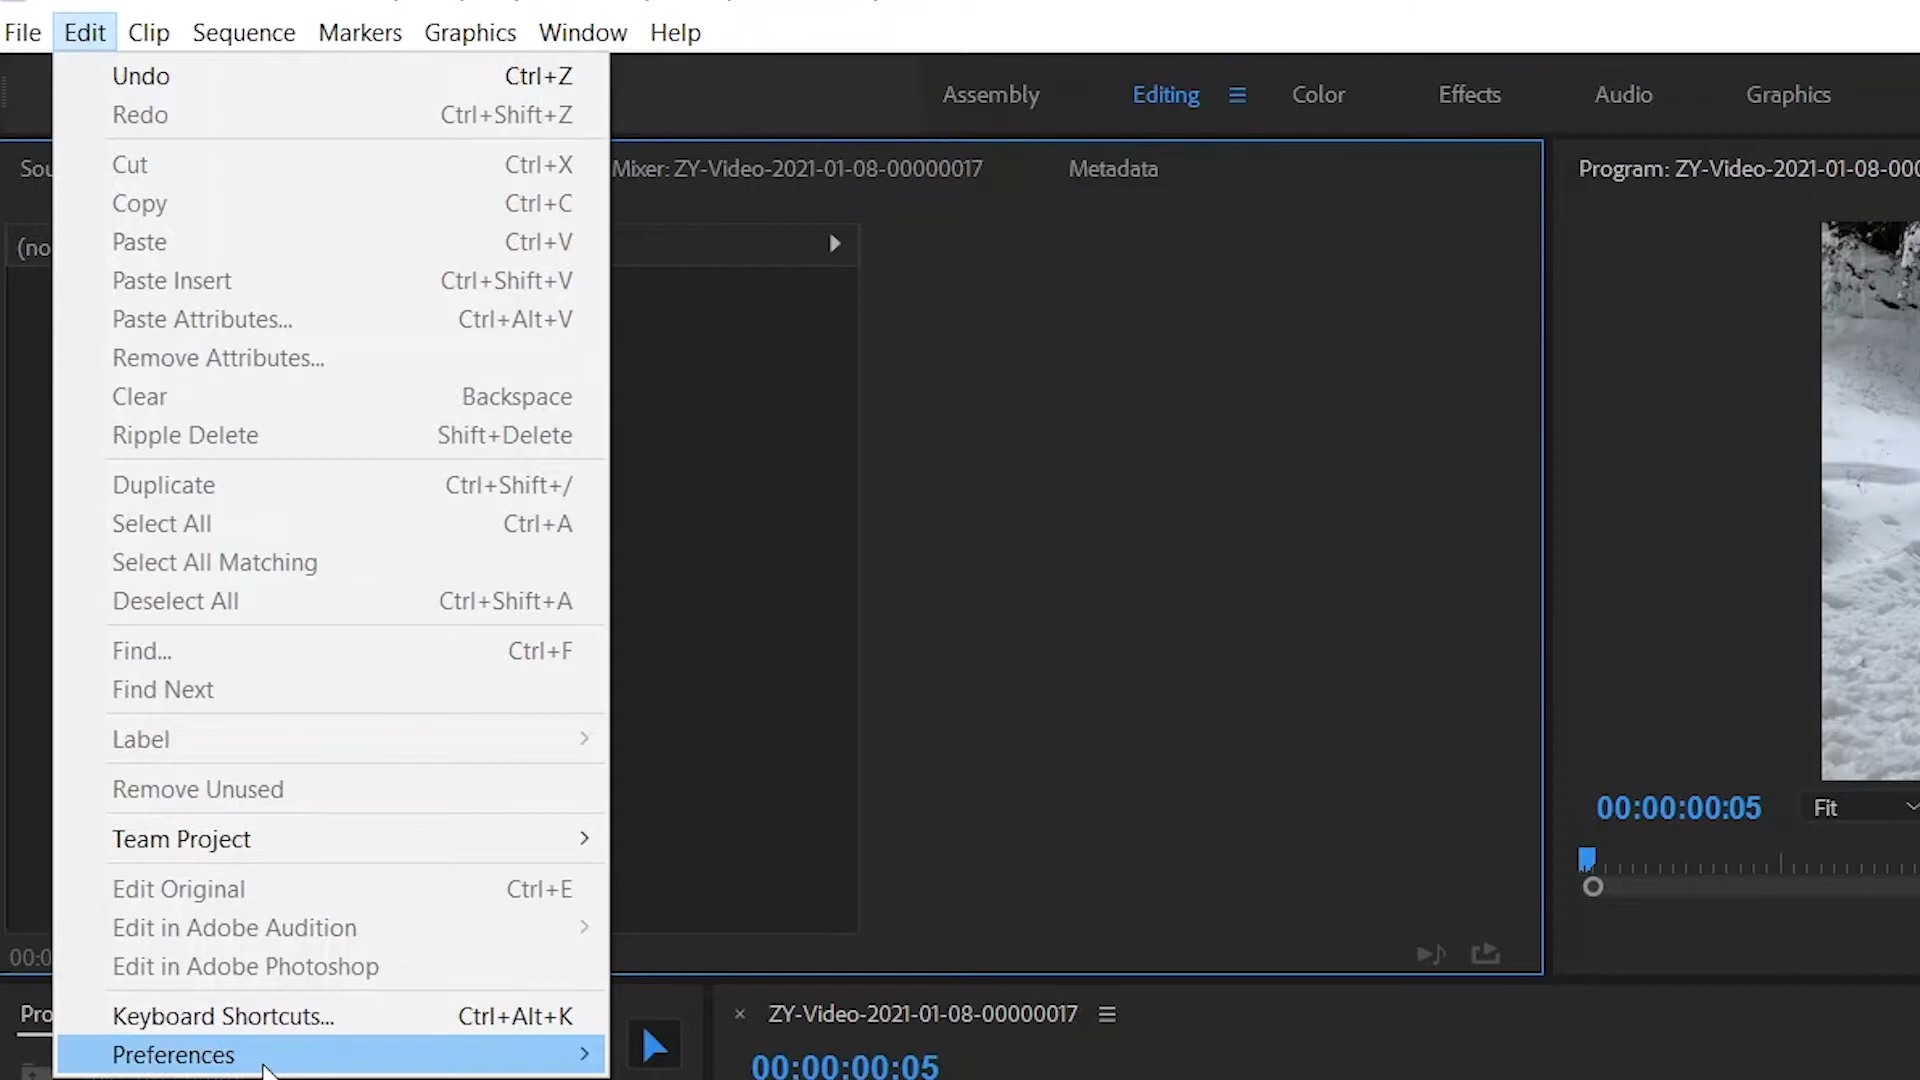 File Edit Clip Sequence Markers Graphics Window Help
Assembly Editing Color Effects Audio Graphics
Undo Ctrl+Z
Redo Ctrl+Shift+Z
Cut Ctrl+X
Copy Ctrl+C
Paste Ctrl+V
Paste Insert Ctrl+Shift+V
Paste Attributes... Ctrl+Alt+V
Remove Attributes...
Clear Backspace
Ripple Delete Shift+Delete
Duplicate Ctrl+Shift+/
Select All Ctrl+A
Select All Matching
Deselect All Ctrl+Shift+A
Find... Ctrl+F
Find Next
Label
Remove Unused
Team Project
Edit Original Ctrl+E
Edit in Adobe Audition
Edit in Adobe Photoshop
Keyboard Shortcuts... Ctrl+Alt+K
Preferences
Sou
(no
00:0
Pro
Mixer: ZY-Video-2021-01-08-00000017 Metadata
Program: ZY-Video-2021-01-08-000
00:00:00:05 Fit
× ZY-Video-2021-01-08-00000017
00:00:00:05